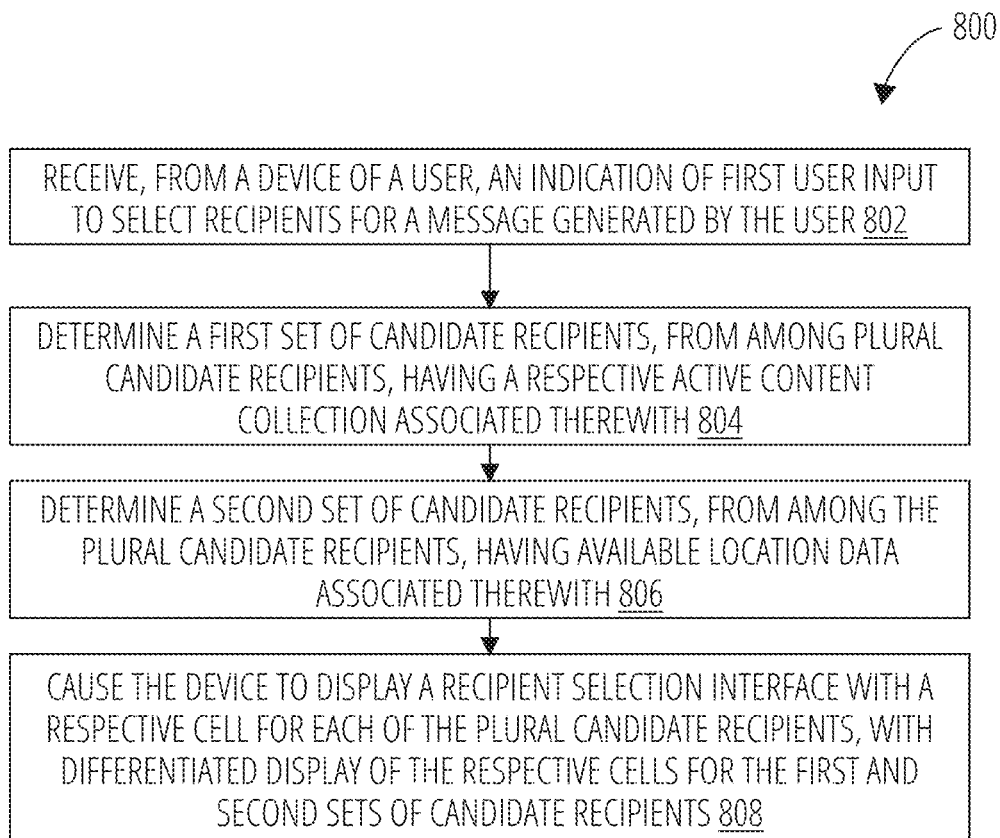 800
RECEIVE, FROM A DEVICE OF A USER, AN INDICATION OF FIRST USER INPUT
TO SELECT RECIPIENTS FOR A MESSAGE GENERATED BY THE USER 802
DETERMINE A FIRST SET OF CANDIDATE RECIPIENTS, FROM AMONG PLURAL
CANDIDATE RECIPIENTS, HAVING A RESPECTIVE ACTIVE CONTENT
COLLECTION ASSOCIATED THEREWITH 804
DETERMINE A SECOND SET OF CANDIDATE RECIPIENTS, FROM AMONG THE
PLURAL CANDIDATE RECIPIENTS, HAVING AVAILABLE LOCATION DATA
ASSOCIATED THEREWITH 806
CAUSE THE DEVICE TO DISPLAY A RECIPIENT SELECTION INTERFACE WITH A
RESPECTIVE CELL FOR EACH OF THE PLURAL CANDIDATE RECIPIENTS, WITH
DIFFERENTIATED DISPLAY OF THE RESPECTIVE CELLS FOR THE FIRST AND
SECOND SETS OF CANDIDATE RECIPIENTS 808